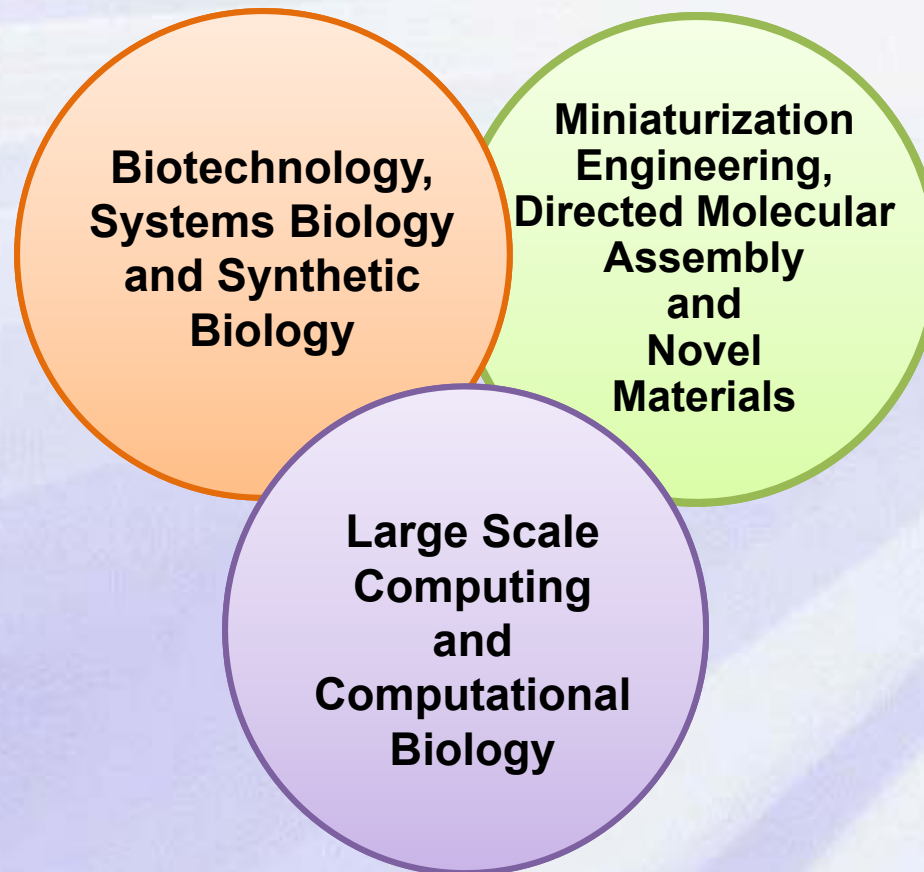 Biotechnology,
Systems Biology
and Synthetic
Biology
Miniaturization
Engineering,
Directed Molecular
Assembly
and
Novel
Materials
Large Scale
Computing
and
Computational
Biology